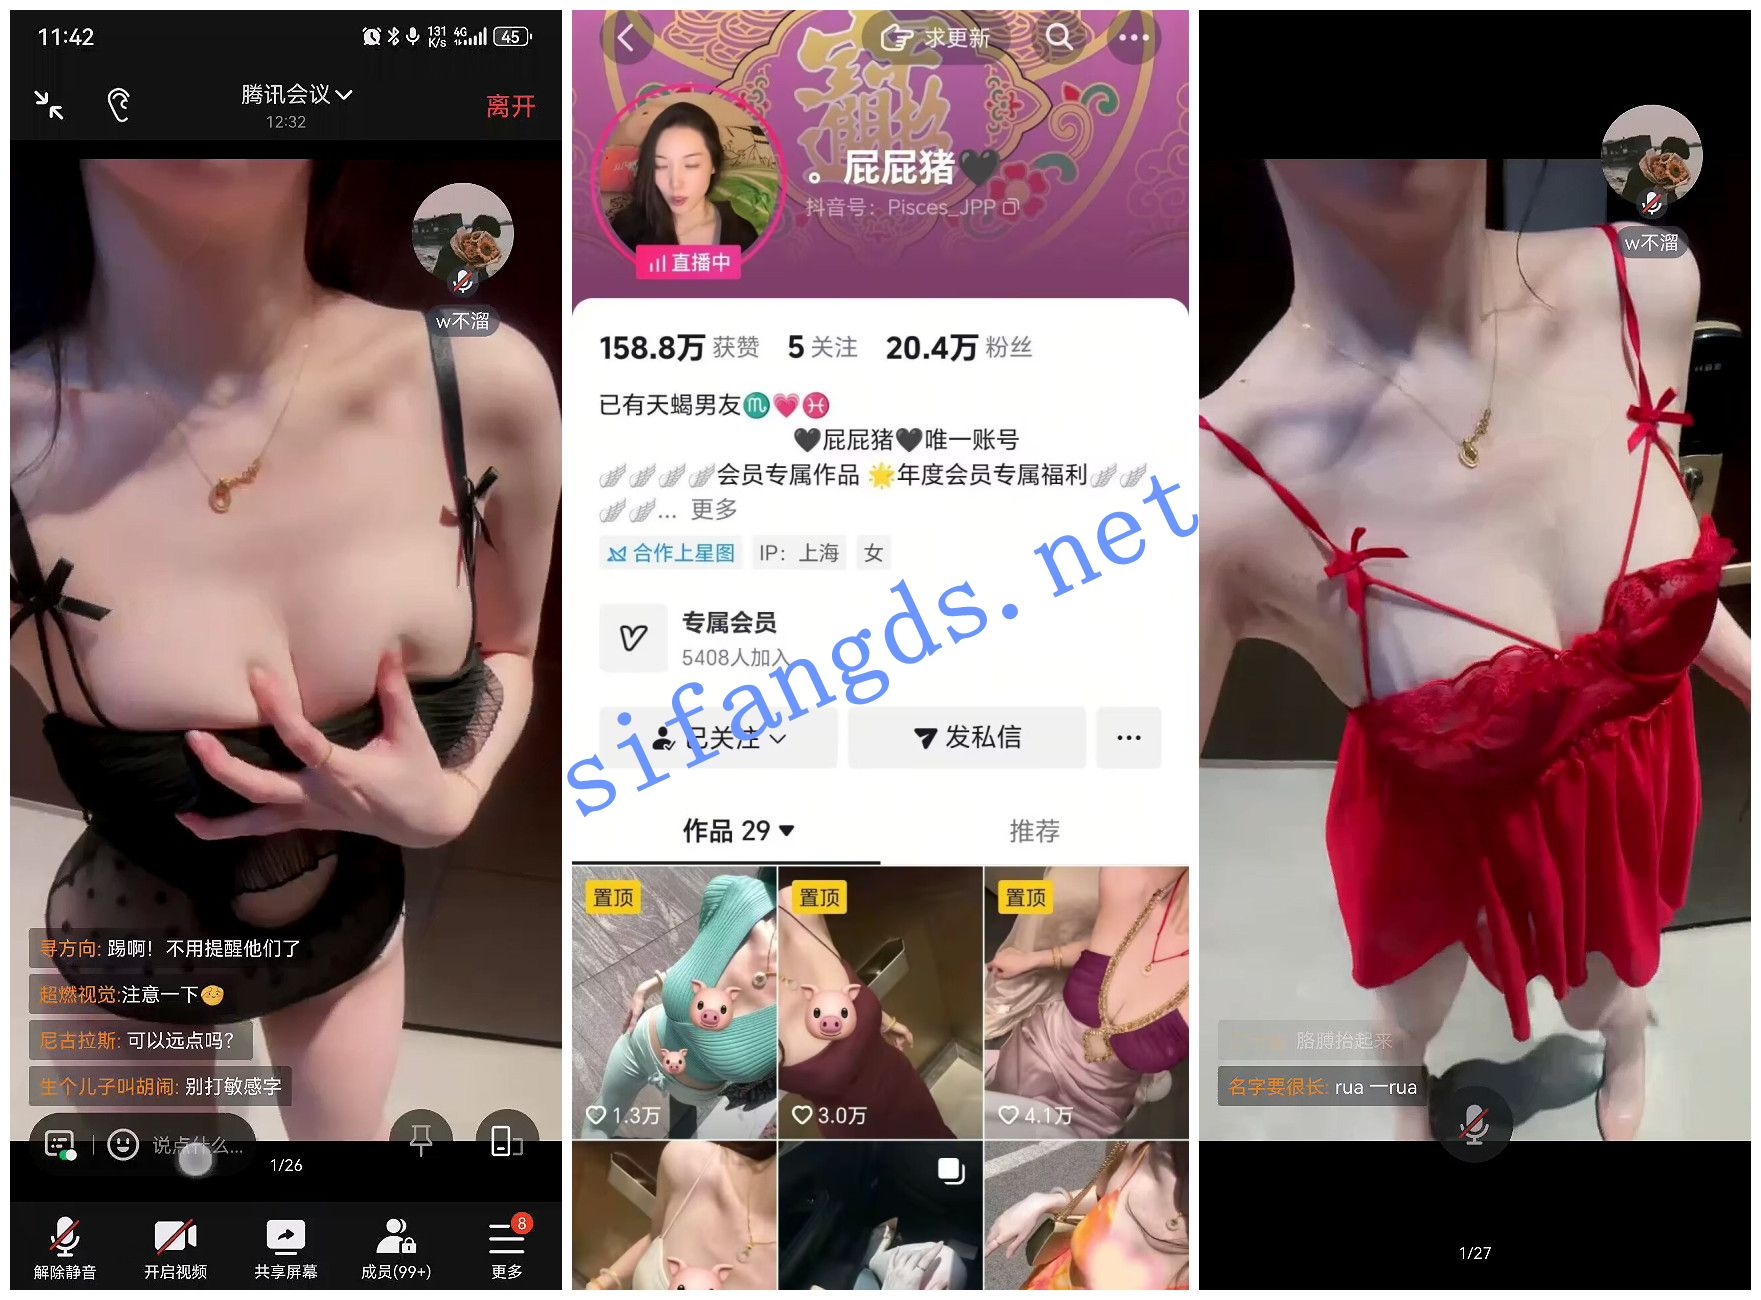 11:42
131 K/s
4G
45
腾讯会议
12:32
离开
w不溜
寻方向: 踢啊！不用提醒他们了
超燃视觉:注意一下
尼古拉斯: 可以远点吗?
生个儿子叫胡闹: 别打敏感字
说点什么...
1/26
解除静音
开启视频
共享屏幕
成员(99+)
8
更多
求更新
。屁屁猪🖤
抖音号: Pisces_JPP
直播中
158.8万 获赞 5 关注 20.4万 粉丝
已有天蝎男友♏💗♓
🖤屁屁猪🖤唯一账号
会员专属作品 🌟年度会员专属福利
... 更多
合作上星图
IP: 上海
女
专属会员
5408人加入
已关注
发私信
作品 29
推荐
置顶
置顶
置顶
1.3万
3.0万
4.1万
sifangds.net
w不溜
胳膊抬起来
名字要很长: rua 一rua
1/27